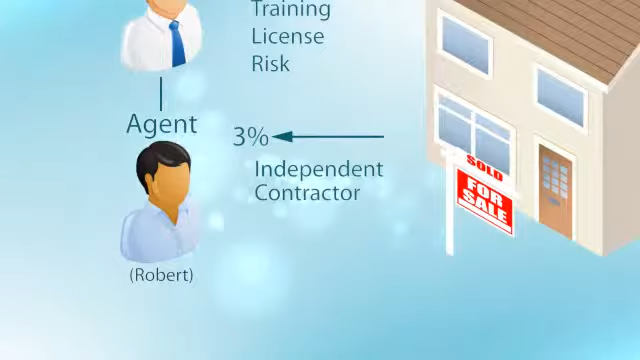 Training
License
Risk
Agent
3%
Independent
Contractor
(Robert)
SOLD
FOR
SALE